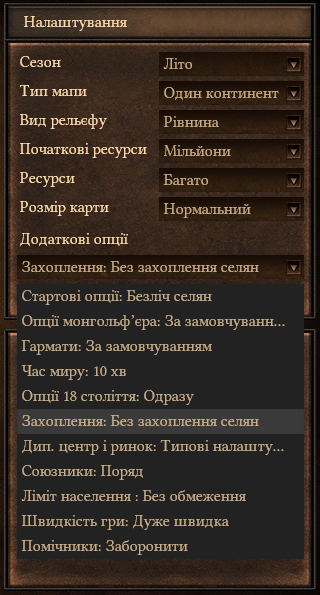 Налаштування
Сезон Літо
Тип мапи Один континент
Вид рельєфу Рівнина
Початкові ресурси Мільйони
Ресурси Багато
Розмір карти Нормальний
Додаткові опції
Захоплення: Без захоплення селян
Стартові опції: Безліч селян
Опції монгольф’єра: За замовчуванн...
Гармати: За замовчуванням
Час миру: 10 хв
Опції 18 століття: Одразу
Захоплення: Без захоплення селян
Дип. центр і ринок: Типові налашту...
Союзники: Поряд
Ліміт населення : Без обмеження
Швидкість гри: Дуже швидка
Помічники: Заборонити